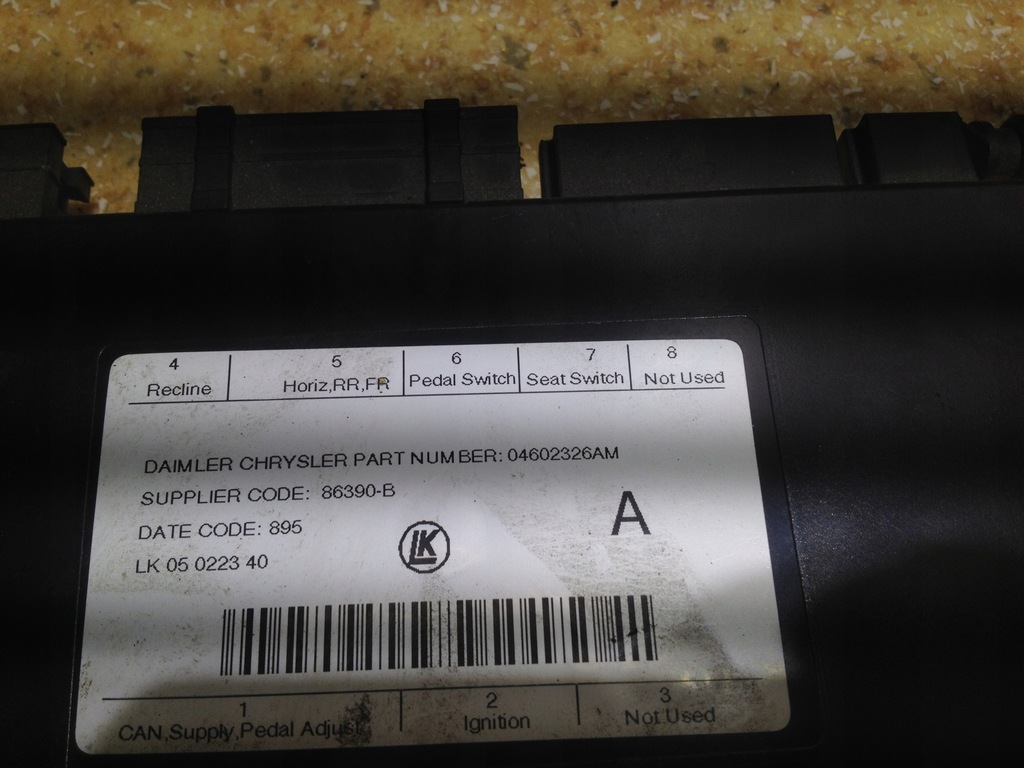 4 5 6 7 8
Recline Horiz,RR,FR Pedal Switch Seat Switch Not Used
DAIMLER CHRYSLER PART NUMBER: 04602326AM
SUPPLIER CODE: 86390-B
DATE CODE: 895
LK 05 0223 40
LK
A
1 2 3
CAN,Supply,Pedal Adjust Ignition Not Used